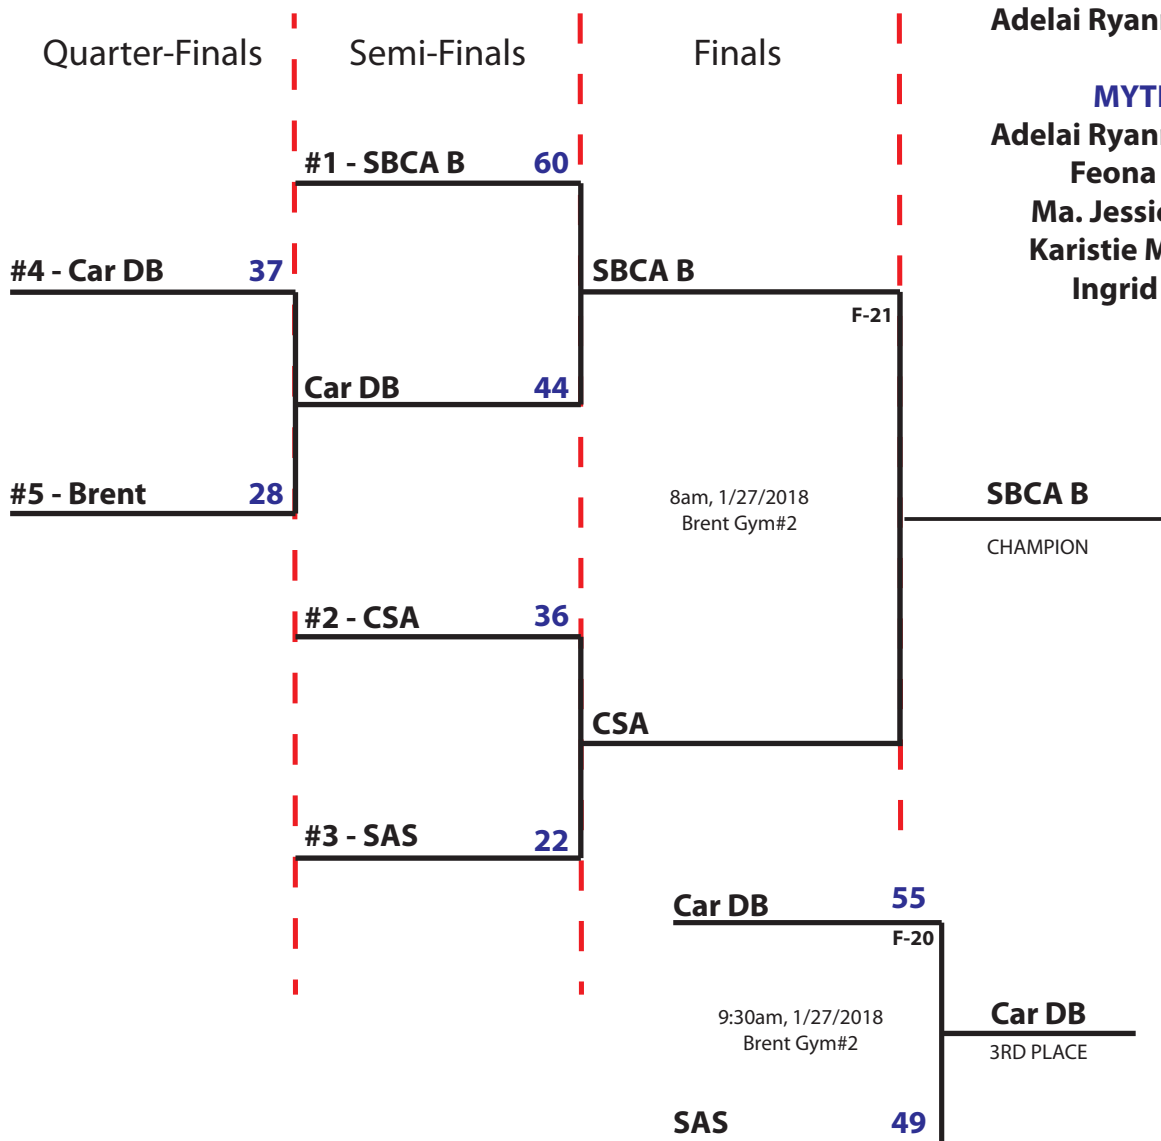 Quarter-Finals
Semi-Finals
Finals
Adelai
Adelai
Feona
Ma.
Karistie
Ingrid
#1 - SBCA B 60
#4 - Car DB 37
SBCA B
F-21
Car DB 44
#5 - Brent 28
8am, 1/27/2018
Brent Gym#2
SBCA B
CHAMPION
#2 - CSA 36
CSA
#3 - SAS 22
Car DB 55
F-20
9:30am, 1/27/2018
Brent Gym#2
Car DB
3RD PLACE
SAS 49